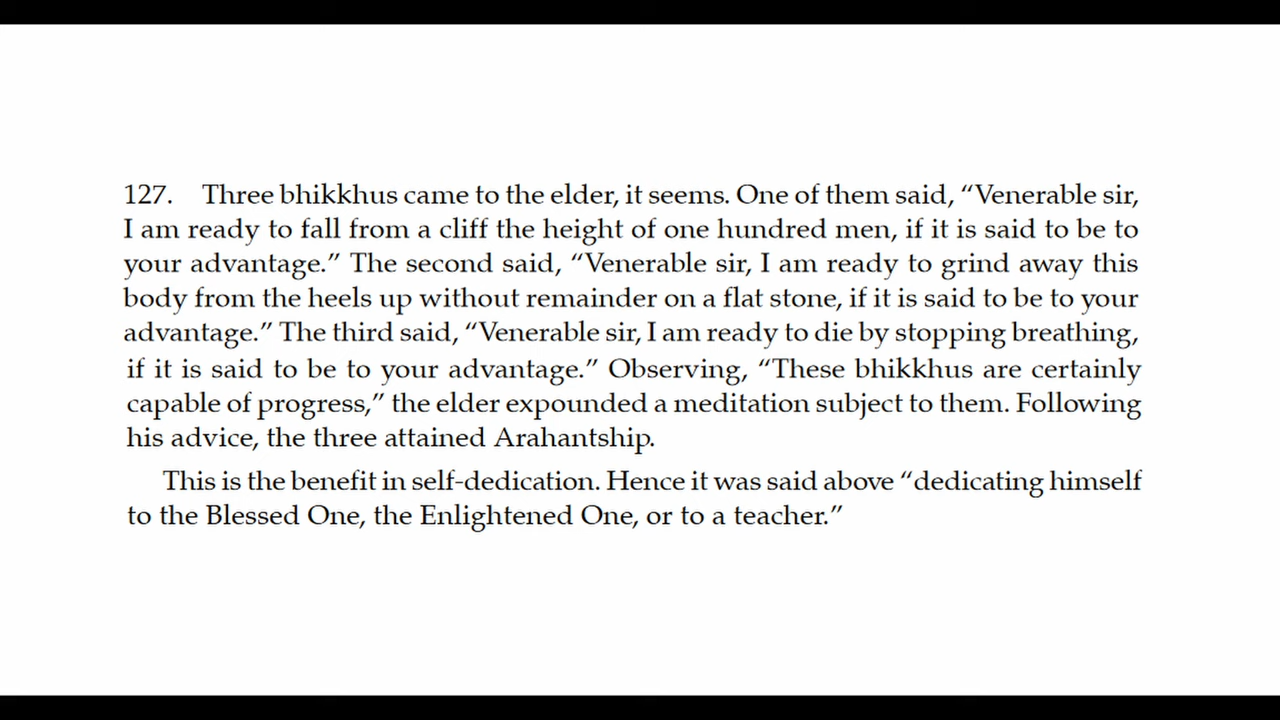 127. Three bhikkhus came to the elder, it seems. One of them said, “Venerable sir,
I am ready to fall from a cliff the height of one hundred men, if it is said to be to
your advantage.” The second said, “Venerable sir, I am ready to grind away this
body from the heels up without remainder on a flat stone, if it is said to be to your
advantage.” The third said, “Venerable sir, I am ready to die by stopping breathing,
if it is said to be to your advantage.” Observing, “These bhikkhus are certainly
capable of progress,” the elder expounded a meditation subject to them. Following
his advice, the three attained Arahantship.
This is the benefit in self-dedication. Hence it was said above “dedicating himself
to the Blessed One, the Enlightened One, or to a teacher.”